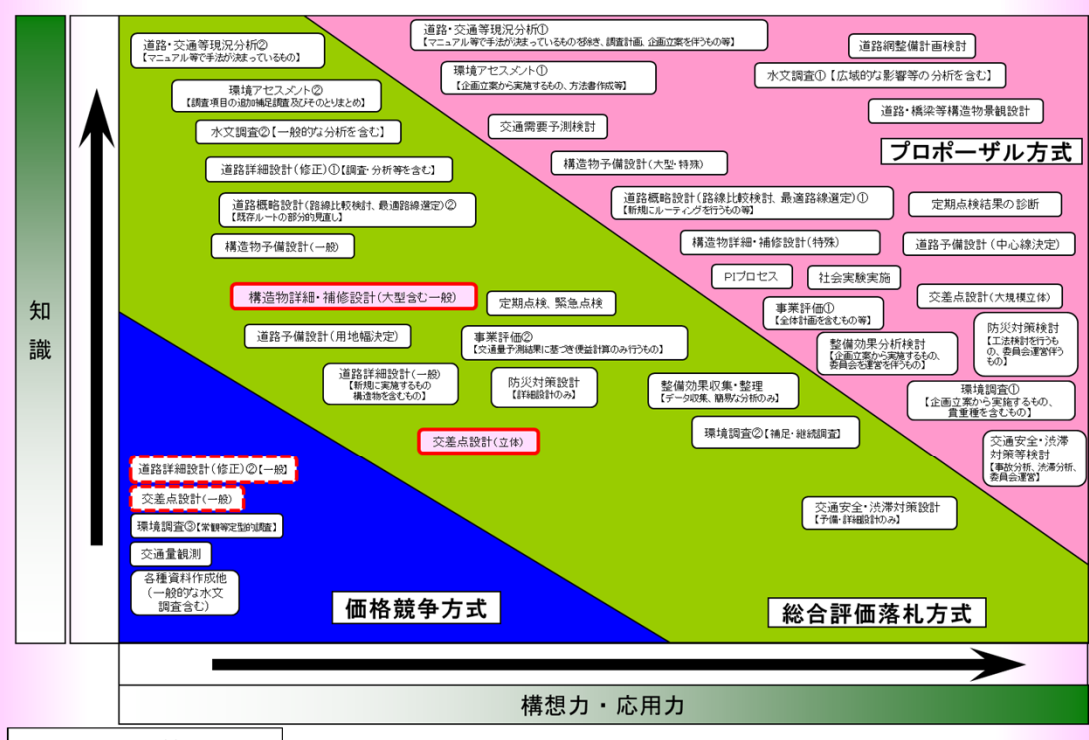 道路・交通等現況分析①
【マニュアル等で手法が決まっているものを除き、調査計画、企画立案を伴うもの等】
道路・交通等現況分析②
【マニュアル等で手法が決まっているもの】
道路網整備計画検討
環境アセスメント①
【企画立案から実施するもの、方法書作成等】
水文調査①【広域的な影響等の分析を含む】
環境アセスメント②
【調査項目の追加補足調査及びそのとりまとめ】
道路・橋梁等構造物景観設計
水文調査②【一般的な分析を含む】
交通需要予測検討
プロポーザル方式
道路詳細設計(修正)①【調査・分析等を含む】
構造物予備設計(大型・特殊)
道路概略設計(路線比較検討、最適路線選定)②
【既存ルートの部分的見直し】
道路概略設計(路線比較検討、最適路線選定)①
【新規にルーティングを行うもの等】
定期点検結果の診断
構造物予備設計(一般)
構造物詳細・補修設計(特殊)
道路予備設計(中心線決定)
PIプロセス
社会実験実施
構造物詳細・補修設計(大型含む一般)
定期点検、緊急点検
交差点設計(大規模立体)
事業評価①
【全体計画を含むもの等】
知識
道路予備設計(用地幅決定)
事業評価②
【交通量予測結果に基づき便益計算のみ行うもの】
整備効果分析検討
【企画立案から実施するもの、
委員会を運営を伴うもの】
防災対策検討
【工法検討を行うも
の、委員会運営伴う
もの】
道路詳細設計(一般)
【新規に実施するもの
構造物を含むもの】
防災対策設計
【詳細設計のみ】
整備効果収集・整理
【データ収集、簡易な分析のみ】
環境調査①
【企画立案から実施するもの、
貴重種を含むもの】
環境調査②【補足・継続調査】
交差点設計(立体)
交通安全・渋滞
対策等検討
【事故分析、渋滞分析、
委員会運営】
道路詳細設計(修正)②【一般】
交差点設計(一般)
交通安全・渋滞対策設計
【予備・詳細設計のみ】
環境調査③【常観等定型的調査】
交通量観測
各種資料作成他
(一般的な水文
調査含む)
価格競争方式
総合評価落札方式
構想力・応用力